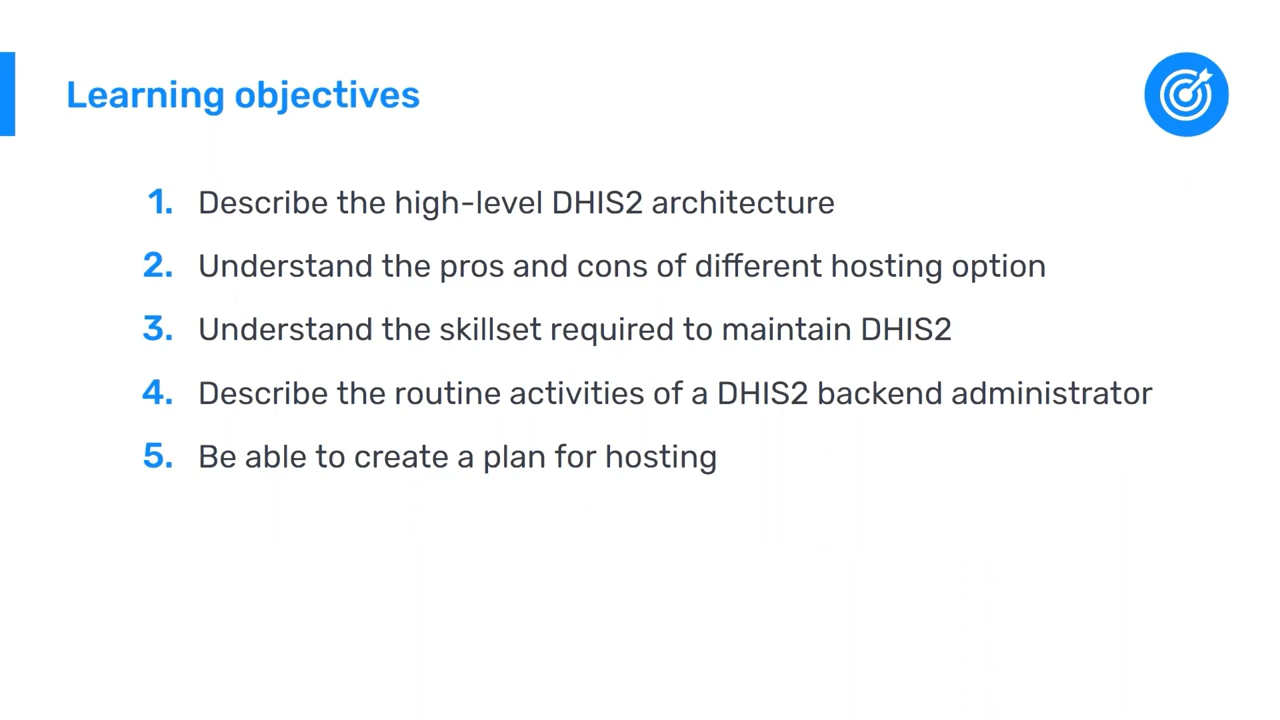 Learning objectives
1. Describe the high-level DHIS2 architecture
2. Understand the pros and cons of different hosting option
3. Understand the skillset required to maintain DHIS2
4. Describe the routine activities of a DHIS2 backend administrator
5. Be able to create a plan for hosting